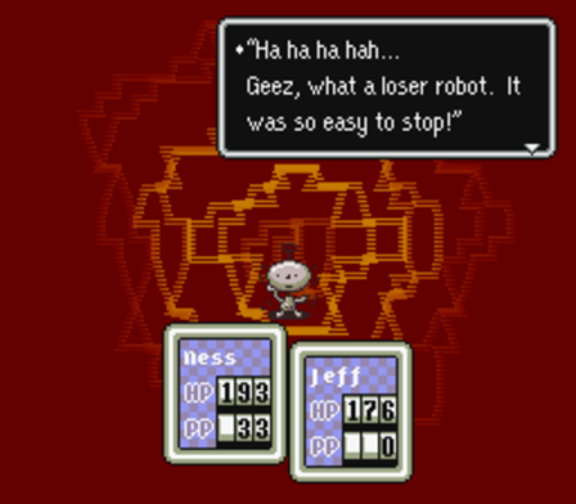 •“Ha ha ha hah...
Geez, what a loser robot. It
was so easy to stop!”
Ness
HP 193
PP 33
Jeff
HP 176
PP 0